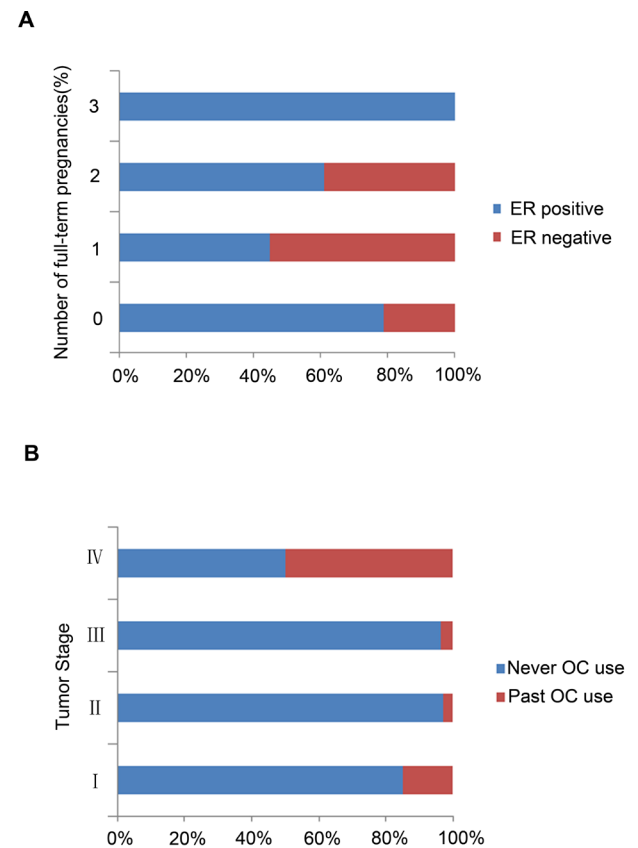 A
Number of full-term pregnancies(%)
3
2
1
0
0% 20% 40% 60% 80% 100%
ER positive
ER negative
B
Tumor Stage
IV
III
II
I
0% 20% 40% 60% 80% 100%
Never OC use
Past OC use